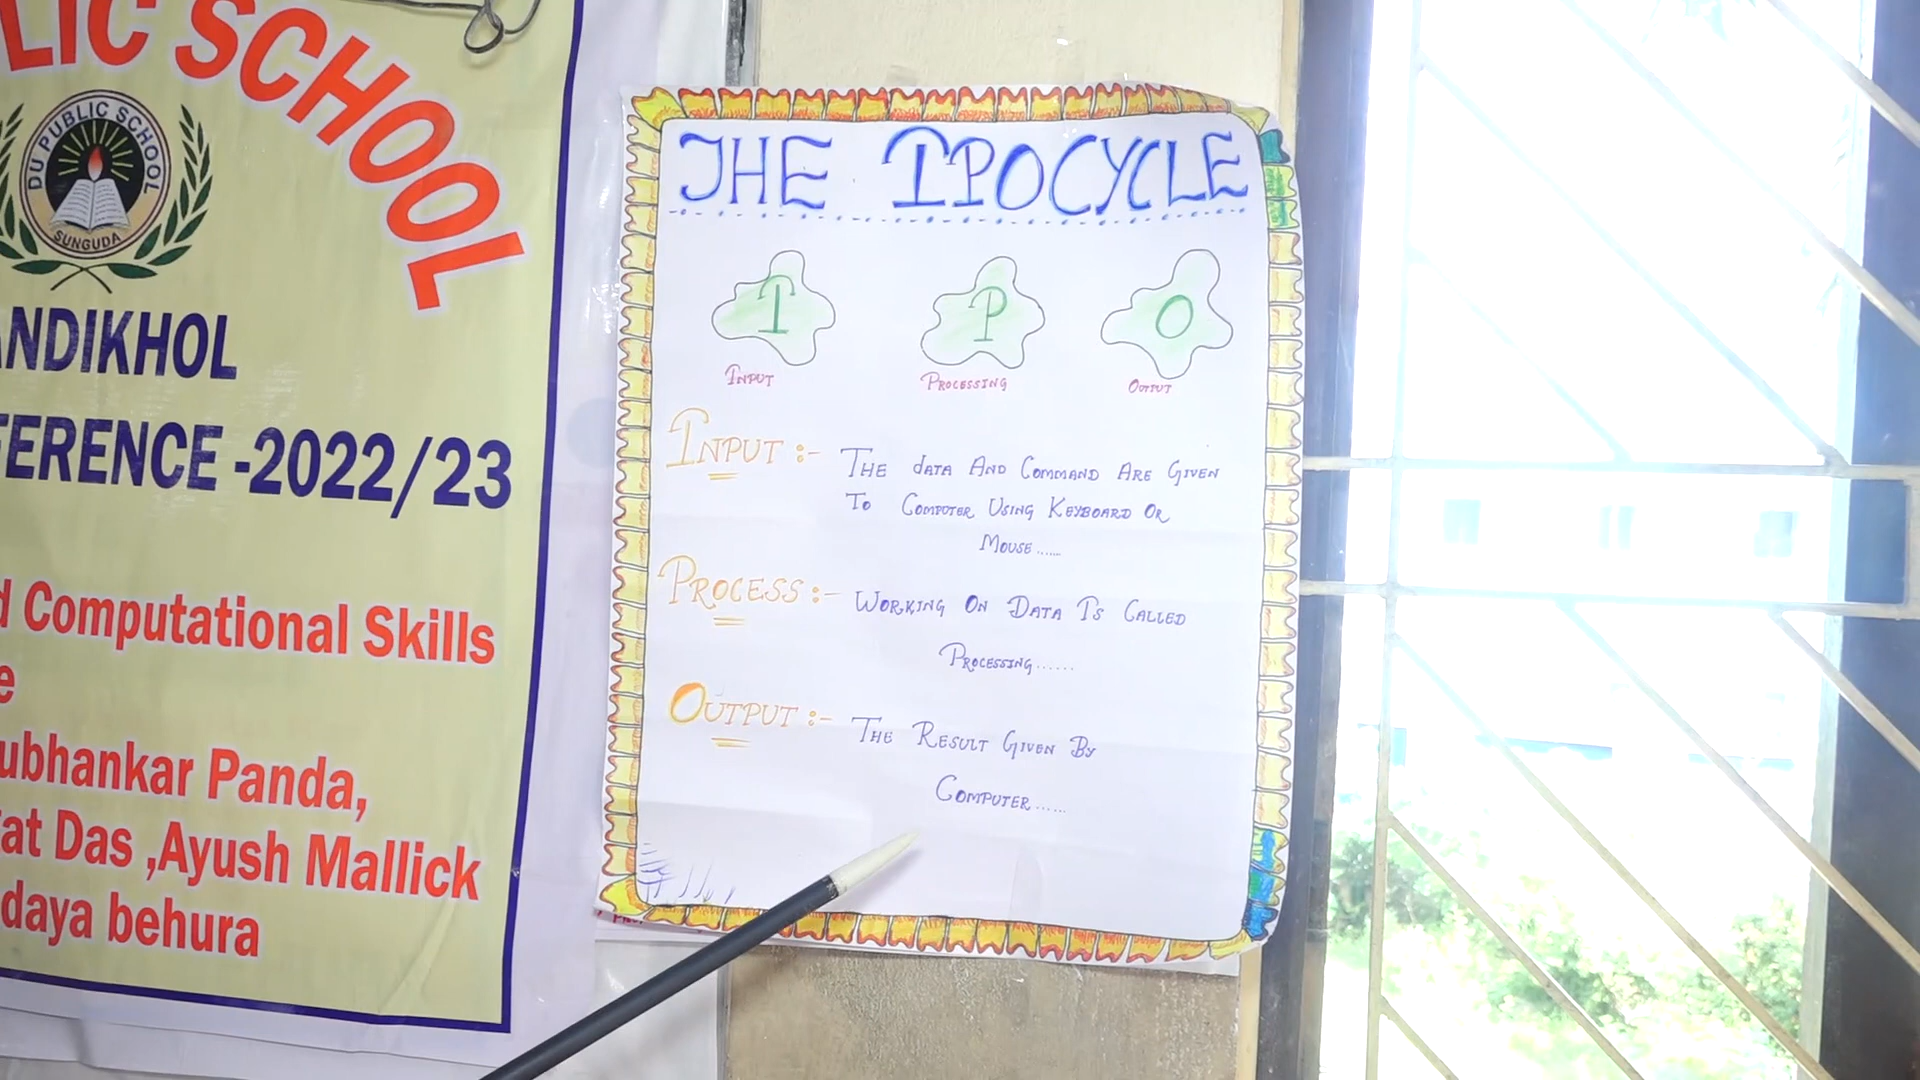 LIC SCHOOL
DU PUBLIC SCHOOL
SUNGUDA
ANDIKHOL
FERENCE -2022/23
d Computational Skills
e
ubhankar Panda,
at Das ,Ayush Mallick
daya behura
THE IPOCYCLE
I P O
INPUT PROCESSING OUTPUT
INPUT :- THE dATA AND COMMAND ARE GIVEN
TO COMPUTER USING KEYBOARD OR
MOUSE ......
PROCESS :- WORKING ON DATA IS CALLED
PROCESSING ......
OUTPUT :- THE RESULT GIVEN BY
COMPUTER ......